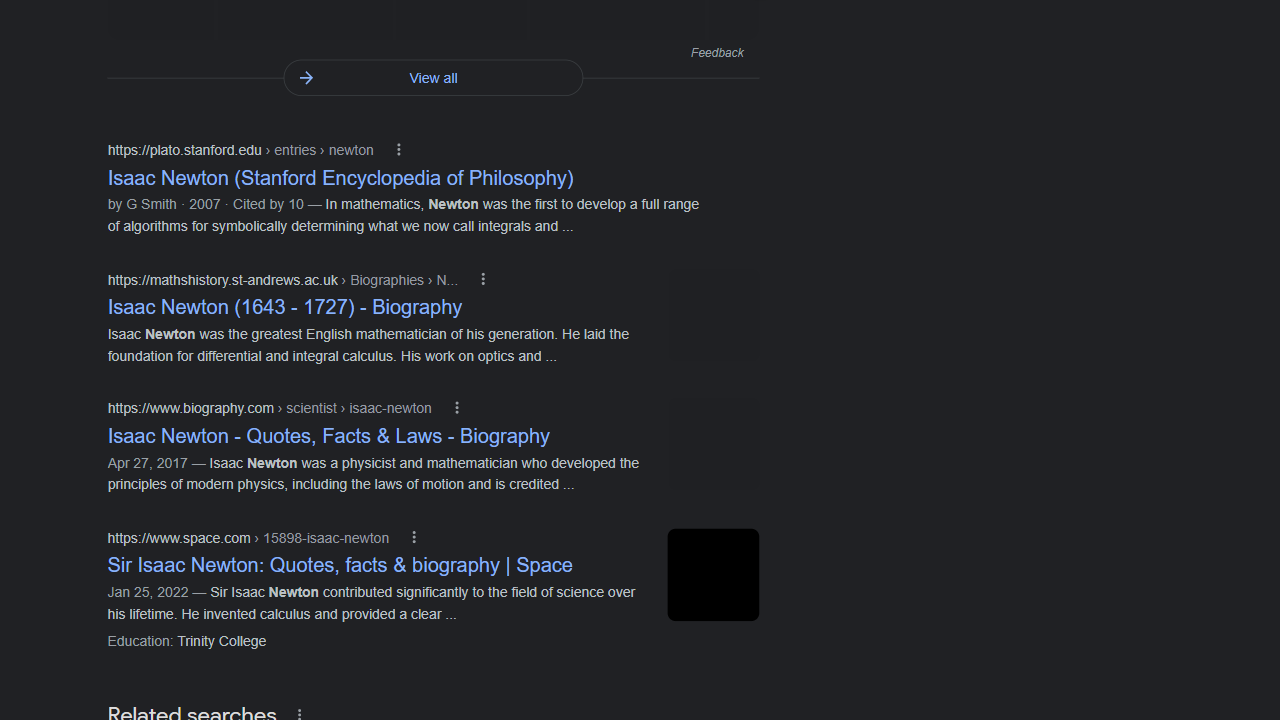 Feedback
View all
https://plato.stanford.edu › entries › newton
Isaac Newton (Stanford Encyclopedia of Philosophy)
by G Smith · 2007 · Cited by 10 — In mathematics, Newton was the first to develop a full range
of algorithms for symbolically determining what we now call integrals and ...
https://mathshistory.st-andrews.ac.uk › Biographies › N...
Isaac Newton (1643 - 1727) - Biography
Isaac Newton was the greatest English mathematician of his generation. He laid the
foundation for differential and integral calculus. His work on optics and ...
https://www.biography.com › scientist › isaac-newton
Isaac Newton - Quotes, Facts & Laws - Biography
Apr 27, 2017 — Isaac Newton was a physicist and mathematician who developed the
principles of modern physics, including the laws of motion and is credited ...
https://www.space.com › 15898-isaac-newton
Sir Isaac Newton: Quotes, facts & biography | Space
Jan 25, 2022 — Sir Isaac Newton contributed significantly to the field of science over
his lifetime. He invented calculus and provided a clear ...
Education: Trinity College
Related searches